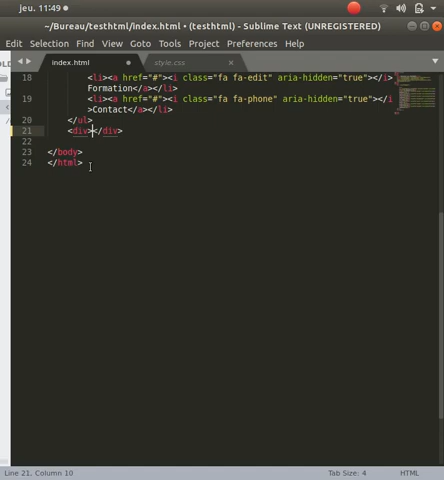 jeu. 11:49
~/Bureau/testhtml/index.html • (testhtml) - Sublime Text (UNREGISTERED)
Edit Selection Find View Goto Tools Project Preferences Help
index.html style.css
18 <li><a href="#"><i class="fa fa-edit" aria-hidden="true"></i>
Formation</a></li>
19 <li><a href="#"><i class="fa fa-phone" aria-hidden="true"></i
>Contact</a></li>
20 </ul>
21 <div></div>
22
23 </body>
24 </html>
Line 21, Column 10 Tab Size: 4 HTML